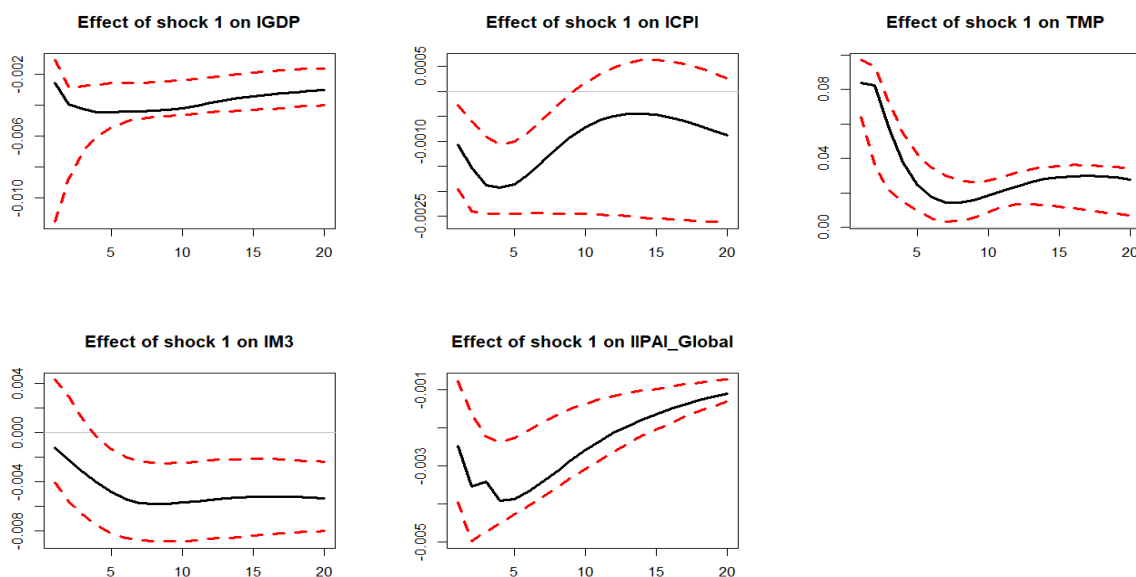 Effect of shock 1 on lGDP
-0.002
-0.006
-0.010
5 10 15 20
Effect of shock 1 on lCPI
0.0005
-0.0010
-0.0025
5 10 15 20
Effect of shock 1 on TMP
0.08
0.04
0.00
5 10 15 20
Effect of shock 1 on lM3
0.004
0.000
-0.004
-0.008
5 10 15 20
Effect of shock 1 on lIPAI_Global
-0.001
-0.003
-0.005
5 10 15 20